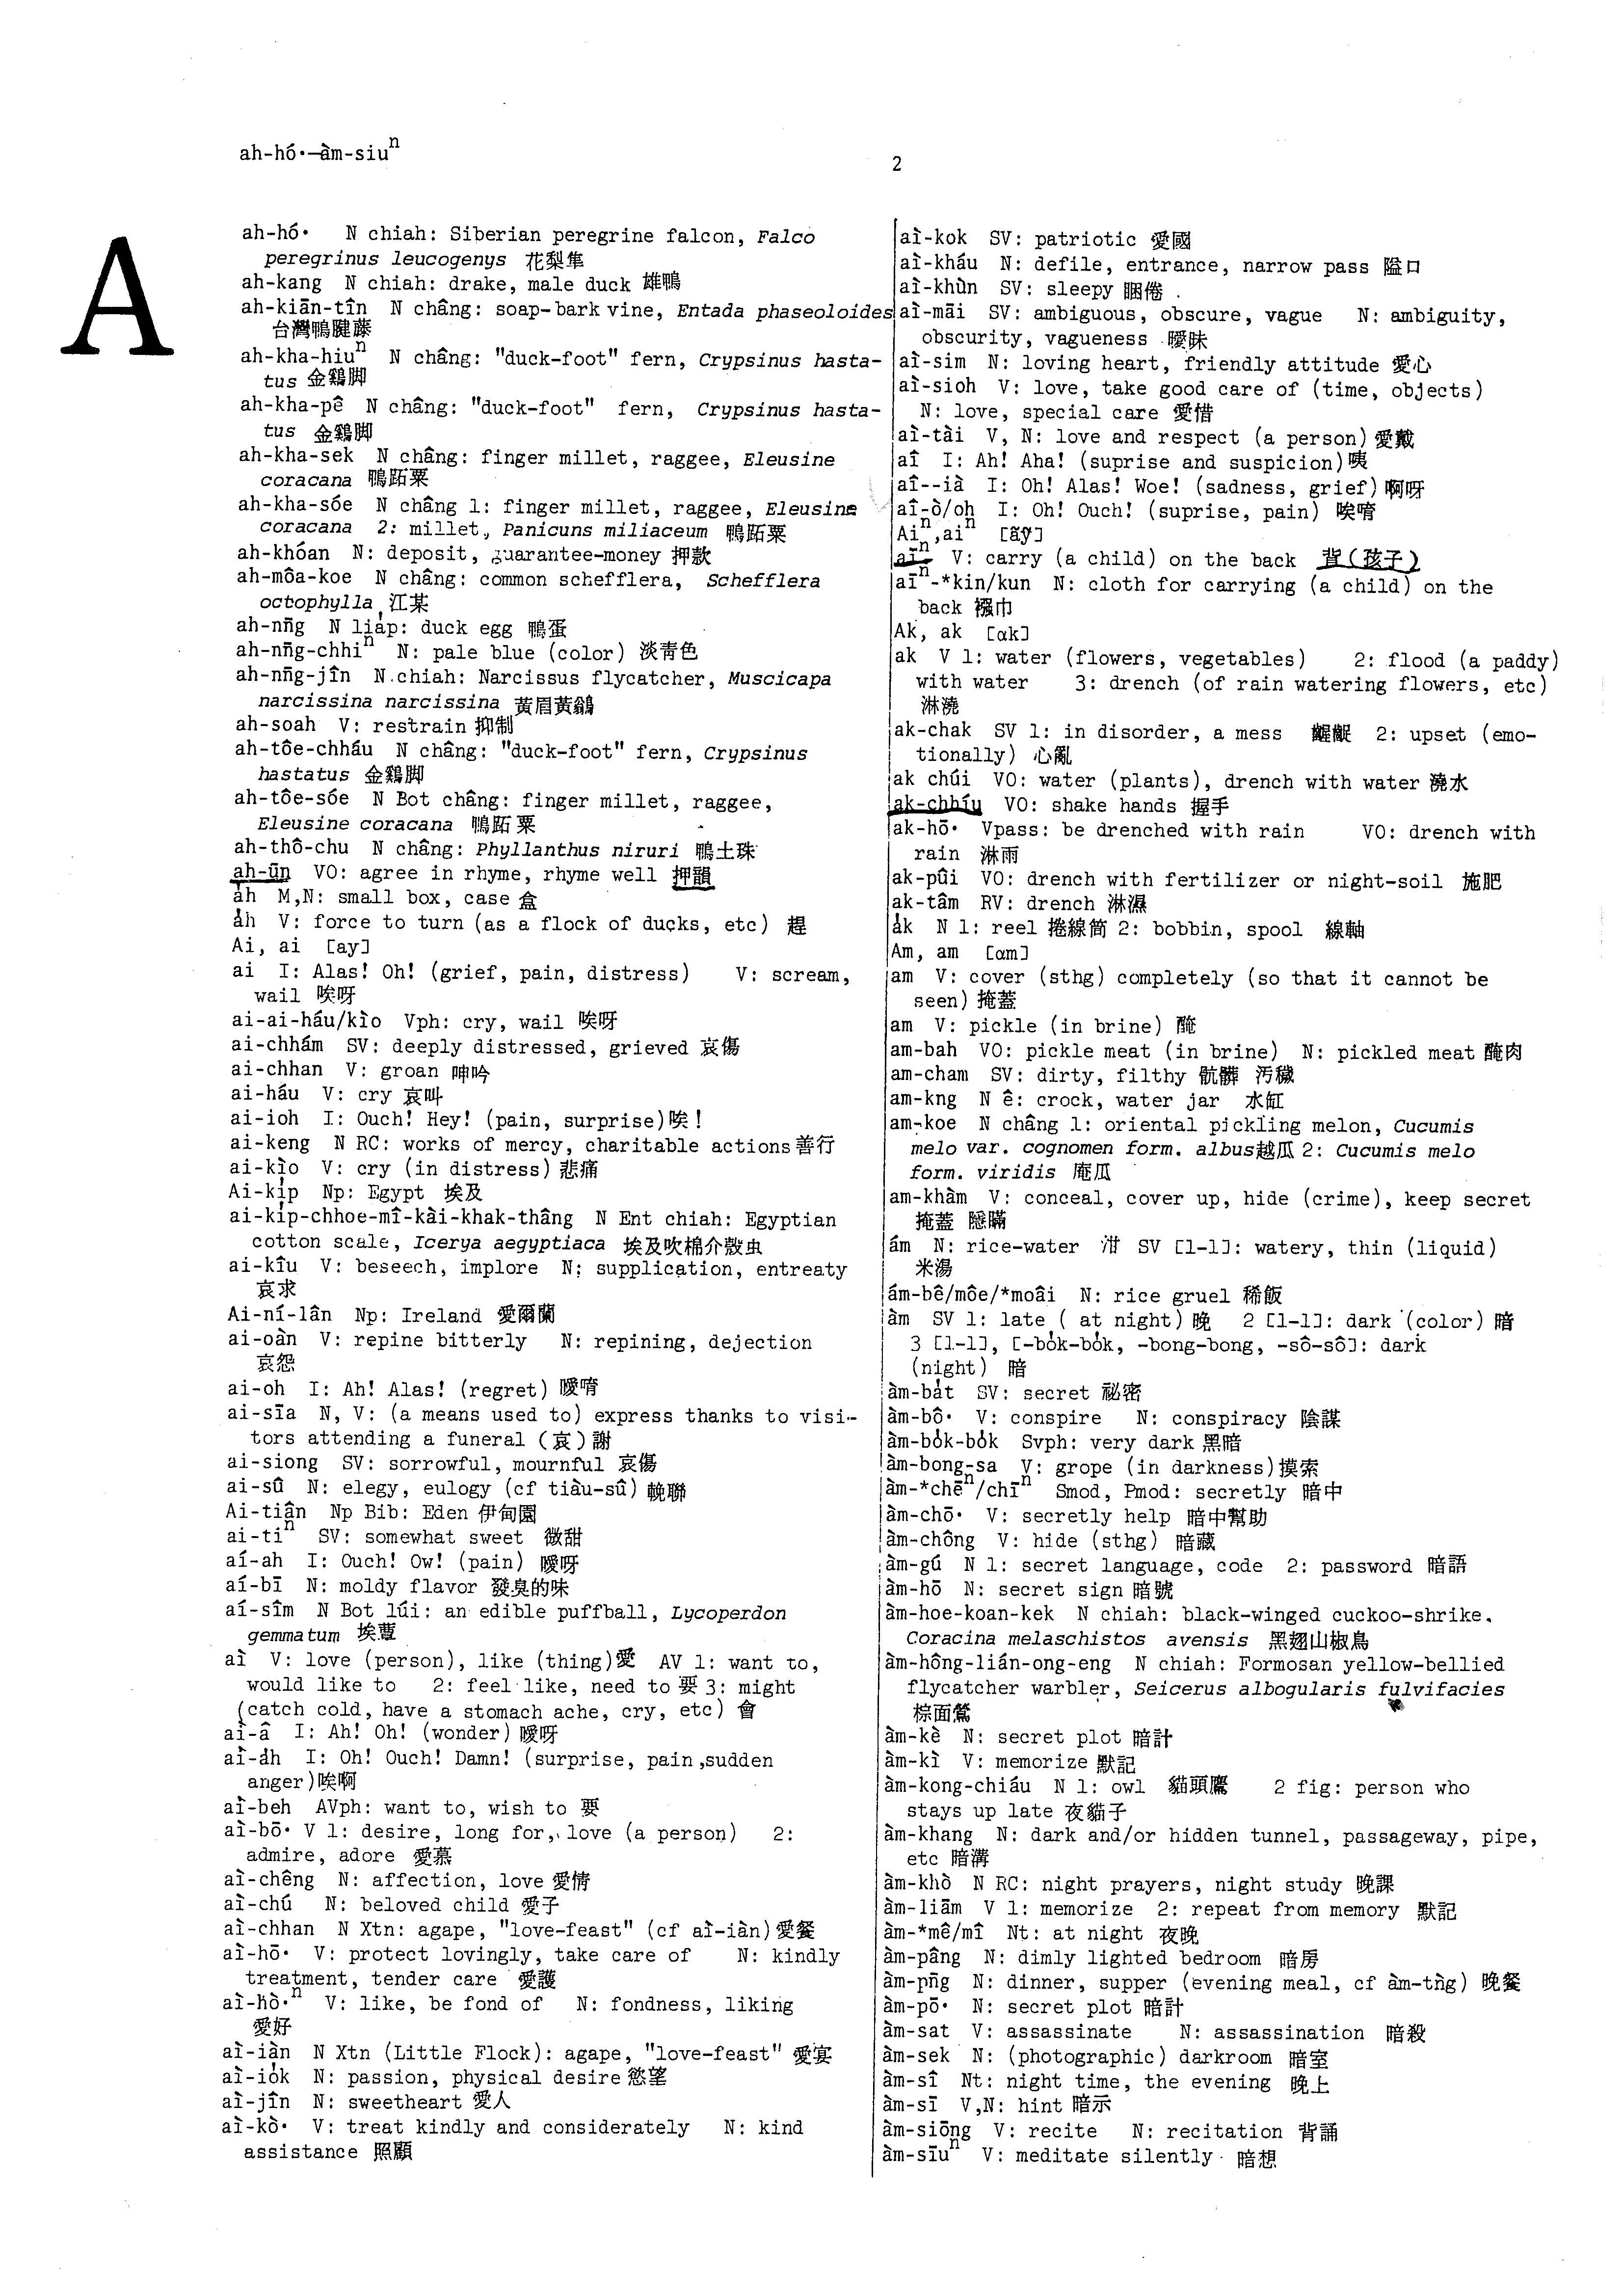 ah-hó·—àm-siuⁿ
2
A
ah-hó· N chiah: Siberian peregrine falcon, Falco
peregrinus leucogenys 花梨隼
ah-kang N chiah: drake, male duck 雄鴨
ah-kiān-tîn N châng: soap-bark vine, Entada phaseoloides
台灣鴨腱藤
ah-kha-hiuⁿ N châng: "duck-foot" fern, Crypsinus hasta-
tus 金鷄脚
ah-kha-pê N châng: "duck-foot" fern, Crypsinus hasta-
tus 金鷄脚
ah-kha-sek N châng: finger millet, raggee, Eleusine
coracana 鴨跖粟
ah-kha-sóe N châng 1: finger millet, raggee, Eleusine
coracana 2: millet, Panicuns miliaceum 鴨跖粟
ah-khóan N: deposit, guarantee-money 押款
ah-môa-koe N châng: common schefflera, Schefflera
octophylla 江某
ah-nn̄g N lia̍p: duck egg 鴨蛋
ah-nn̄g-chhiⁿ N: pale blue (color) 淡青色
ah-nn̄g-jîn N chiah: Narcissus flycatcher, Muscicapa
narcissina narcissina 黃眉黃鶲
ah-soah V: restrain 抑制
ah-tôe-chháu N châng: "duck-foot" fern, Crypsinus
hastatus 金鷄脚
ah-tôe-sóe N Bot châng: finger millet, raggee,
Eleusine coracana 鴨跖粟
ah-thô-chu N châng: Phyllanthus niruri 鴨土珠
ah-ūn VO: agree in rhyme, rhyme well 押韻
a̍h M,N: small box, case 盒
a̍h V: force to turn (as a flock of ducks, etc) 趕
Ai, ai [ay]
ai I: Alas! Oh! (grief, pain, distress) V: scream,
wail 唉呀
ai-ai-háu/kìo Vph: cry, wail 唉呀
ai-chhám SV: deeply distressed, grieved 哀傷
ai-chhan V: groan 呻吟
ai-háu V: cry 哀叫
ai-ioh I: Ouch! Hey! (pain, surprise) 唉!
ai-keng N RC: works of mercy, charitable actions 善行
ai-kìo V: cry (in distress) 悲痛
Ai-ki̍p Np: Egypt 埃及
ai-ki̍p-chhoe-mî-kài-khak-thâng N Ent chiah: Egyptian
cotton scale, Icerya aegyptiaca 埃及吹棉介殼虫
ai-kîu V: beseech, implore N: supplication, entreaty
哀求
Ai-ní-lân Np: Ireland 愛爾蘭
ai-oàn V: repine bitterly N: repining, dejection
哀怨
ai-oh I: Ah! Alas! (regret) 噯唷
ai-sīa N, V: (a means used to) express thanks to visi-
tors attending a funeral (哀)謝
ai-siong SV: sorrowful, mournful 哀傷
ai-sû N: elegy, eulogy (cf tiàu-sû) 輓聯
Ai-tiân Np Bib: Eden 伊甸園
ai-tiⁿ SV: somewhat sweet 微甜
aí-ah I: Ouch! Ow! (pain) 噯呀
aí-bī N: moldy flavor 發臭的味
aí-sîm N Bot lúi: an edible puffball, Lycoperdon
gemmatum 埃蕈
aì V: love (person), like (thing) 愛 AV 1: want to,
would like to 2: feel like, need to 要 3: might
(catch cold, have a stomach ache, cry, etc) 會
aì-â I: Ah! Oh! (wonder) 噯呀
aì-a̍h I: Oh! Ouch! Damn! (surprise, pain ,sudden
anger) 唉啊
aì-beh AVph: want to, wish to 要
aì-bō· V 1: desire, long for, love (a person) 2:
admire, adore 愛慕
aì-chêng N: affection, love 愛情
aì-chú N: beloved child 愛子
aì-chhan N Xtn: agape, "love-feast" (cf aì-iàn) 愛餐
aì-hō· V: protect lovingly, take care of N: kindly
treatment, tender care 愛護
aì-hò·ⁿ V: like, be fond of N: fondness, liking
愛好
aì-iàn N Xtn (Little Flock): agape, "love-feast" 愛宴
aì-io̍k N: passion, physical desire 慾望
aì-jîn N: sweetheart 愛人
aì-kò· V: treat kindly and considerately N: kind
assistance 照顧
aì-kok SV: patriotic 愛國
aì-kháu N: defile, entrance, narrow pass 隘口
aì-khùn SV: sleepy 睏倦
aì-māi SV: ambiguous, obscure, vague N: ambiguity,
obscurity, vagueness 曖昧
aì-sim N: loving heart, friendly attitude 愛心
aì-sioh V: love, take good care of (time, objects)
N: love, special care 愛惜
aì-tài V, N: love and respect (a person) 愛戴
aî I: Ah! Aha! (suprise and suspicion) 咦
aî--ià I: Oh! Alas! Woe! (sadness, grief) 啊呀
aî-ò/oh I: Oh! Ouch! (suprise, pain) 唉唷
Aiⁿ,aiⁿ [ãỹ]
aīⁿ V: carry (a child) on the back 背(孩子)
aīⁿ-*kin/kun N: cloth for carrying (a child) on the
back 襁巾
Ak, ak [ɑk]
ak V 1: water (flowers, vegetables) 2: flood (a paddy)
with water 3: drench (of rain watering flowers, etc)
淋澆
ak-chak SV 1: in disorder, a mess 齷齪 2: upset (emo-
tionally) 心亂
ak chúi VO: water (plants), drench with water 澆水
ak-chhíu VO: shake hands 握手
ak-hō· Vpass: be drenched with rain VO: drench with
rain 淋雨
ak-pûi VO: drench with fertilizer or night-soil 施肥
ak-tâm RV: drench 淋濕
a̍k N 1: reel 捲線筒 2: bobbin, spool 線軸
Am, am [ɑm]
am V: cover (sthg) completely (so that it cannot be
seen) 掩蓋
am V: pickle (in brine) 醃
am-bah VO: pickle meat (in brine) N: pickled meat 醃肉
am-cham SV: dirty, filthy 骯髒 汚穢
am-kng N ê: crock, water jar 水缸
am-koe N châng 1: oriental pickling melon, Cucumis
melo var. cognomen form. albus 越瓜 2: Cucumis melo
form. viridis 庵瓜
am-khàm V: conceal, cover up, hide (crime), keep secret
掩蓋 隱瞞
ám N: rice-water 泔 SV [1-1]: watery, thin (liquid)
米湯
ám-bê/môe/*moâi N: rice gruel 稀飯
àm SV 1: late ( at night) 晚 2 [1-1]: dark (color) 暗
3 [1-1], [-bo̍k-bo̍k, -bong-bong, -sô-sô]: dark
(night) 暗
àm-ba̍t SV: secret 祕密
àm-bô· V: conspire N: conspiracy 陰謀
àm-bo̍k-bo̍k Svph: very dark 黑暗
àm-bong-sa V: grope (in darkness) 摸索
àm-*chēⁿ/chīⁿ Smod, Pmod: secretly 暗中
àm-chō· V: secretly help 暗中幫助
àm-chông V: hide (sthg) 暗藏
àm-gú N 1: secret language, code 2: password 暗語
àm-hō N: secret sign 暗號
àm-hoe-koan-kek N chiah: black-winged cuckoo-shrike,
Coracina melaschistos avensis 黑翅山椒鳥
àm-hông-lián-ong-eng N chiah: Formosan yellow-bellied
flycatcher warbler, Seicerus albogularis fulvifacies
棕面鶯
àm-kè N: secret plot 暗計
àm-kì V: memorize 默記
àm-kong-chiáu N 1: owl 貓頭鷹 2 fig: person who
stays up late 夜貓子
àm-khang N: dark and/or hidden tunnel, passageway, pipe,
etc 暗溝
àm-khò N RC: night prayers, night study 晚課
àm-liām V 1: memorize 2: repeat from memory 默記
àm-*mê/mî Nt: at night 夜晚
àm-pâng N: dimly lighted bedroom 暗房
àm-pn̄g N: dinner, supper (evening meal, cf àm-tǹg) 晚餐
àm-pō· N: secret plot 暗計
àm-sat V: assassinate N: assassination 暗殺
àm-sek N: (photographic) darkroom 暗室
àm-sî Nt: night time, the evening 晚上
àm-sī V,N: hint 暗示
àm-siōng V: recite N: recitation 背誦
àm-sīuⁿ V: meditate silently 暗想